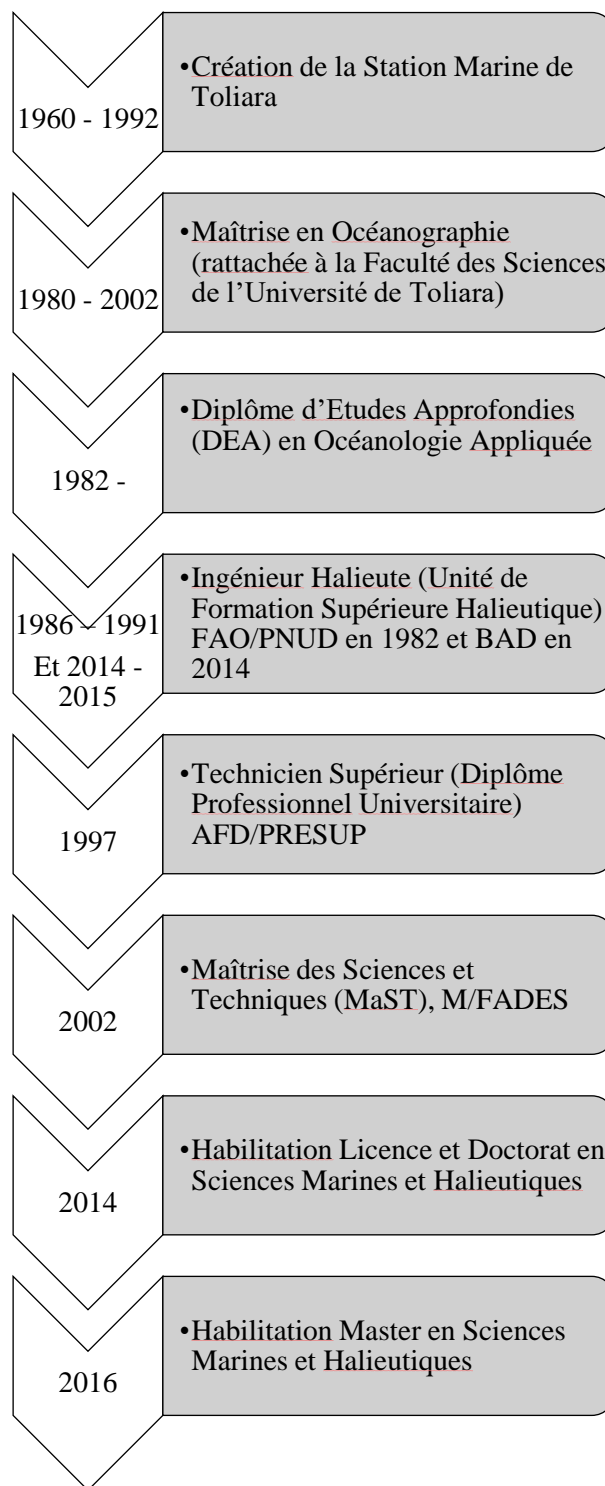 1960 - 1992
•Création de la Station Marine de
Toliara
1980 - 2002
•Maîtrise en Océanographie
(rattachée à la Faculté des Sciences
de l’Université de Toliara)
1982 -
•Diplôme d’Etudes Approfondies
(DEA) en Océanologie Appliquée
1986 – 1991
Et 2014 -
2015
•Ingénieur Halieute (Unité de
Formation Supérieure Halieutique)
FAO/PNUD en 1982 et BAD en
2014
1997
•Technicien Supérieur (Diplôme
Professionnel Universitaire)
AFD/PRESUP
2002
•Maîtrise des Sciences et
Techniques (MaST), M/FADES
2014
•Habilitation Licence et Doctorat en
Sciences Marines et Halieutiques
2016
•Habilitation Master en Sciences
Marines et Halieutiques